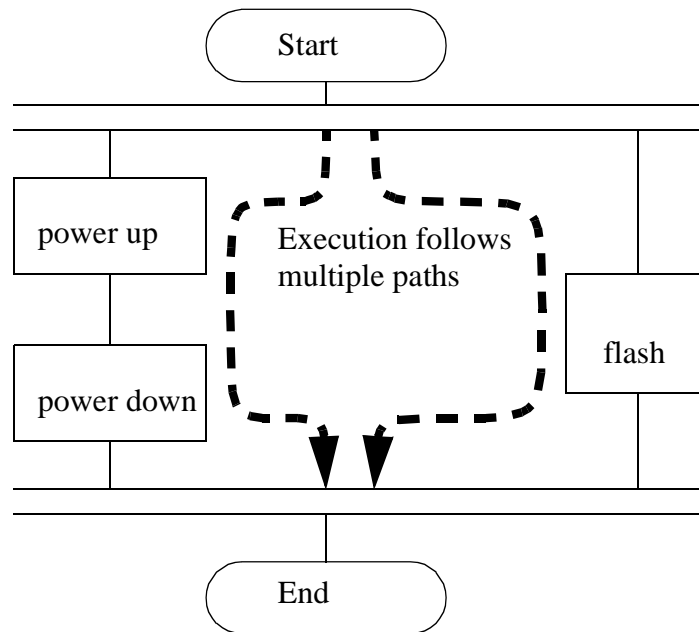 Start
power up
Execution follows
multiple paths
flash
power down
End